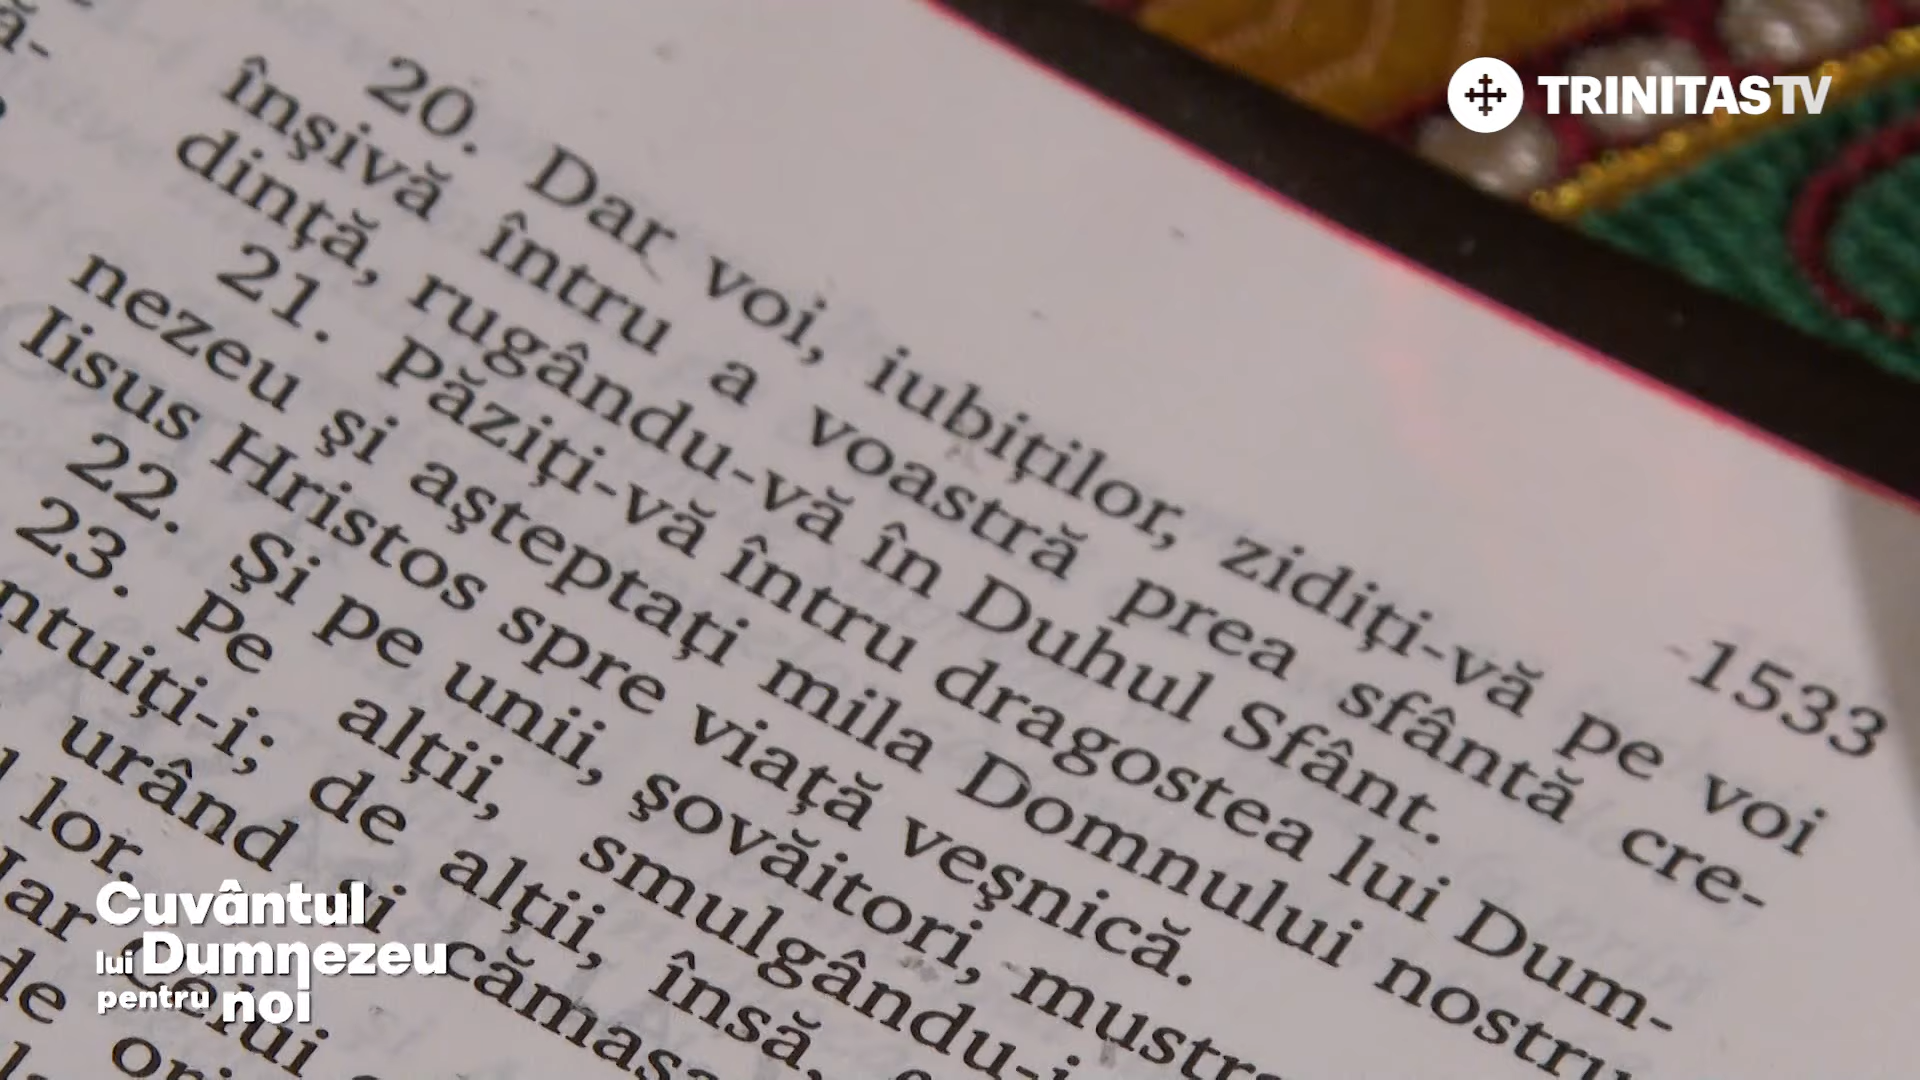 TRINITAS TV
1533
20. Dar voi, iubiţilor, zidiţi-vă pe voi
înşivă întru a voastră prea sfântă cre-
dinţă, rugându-vă în Duhul Sfânt.
21. Păziţi-vă întru dragostea lui Dum-
nezeu şi aşteptaţi mila Domnului nostru
Iisus Hristos spre viaţă veşnică.
22. Şi pe unii, şovăitori, mustra
23. Pe alţii, smulgându-i
ntuiţi-i; de alţii, însă,
urând şi cămaşa
lor.
Celui
Cuvântul
lui Dumnezeu
pentru noi